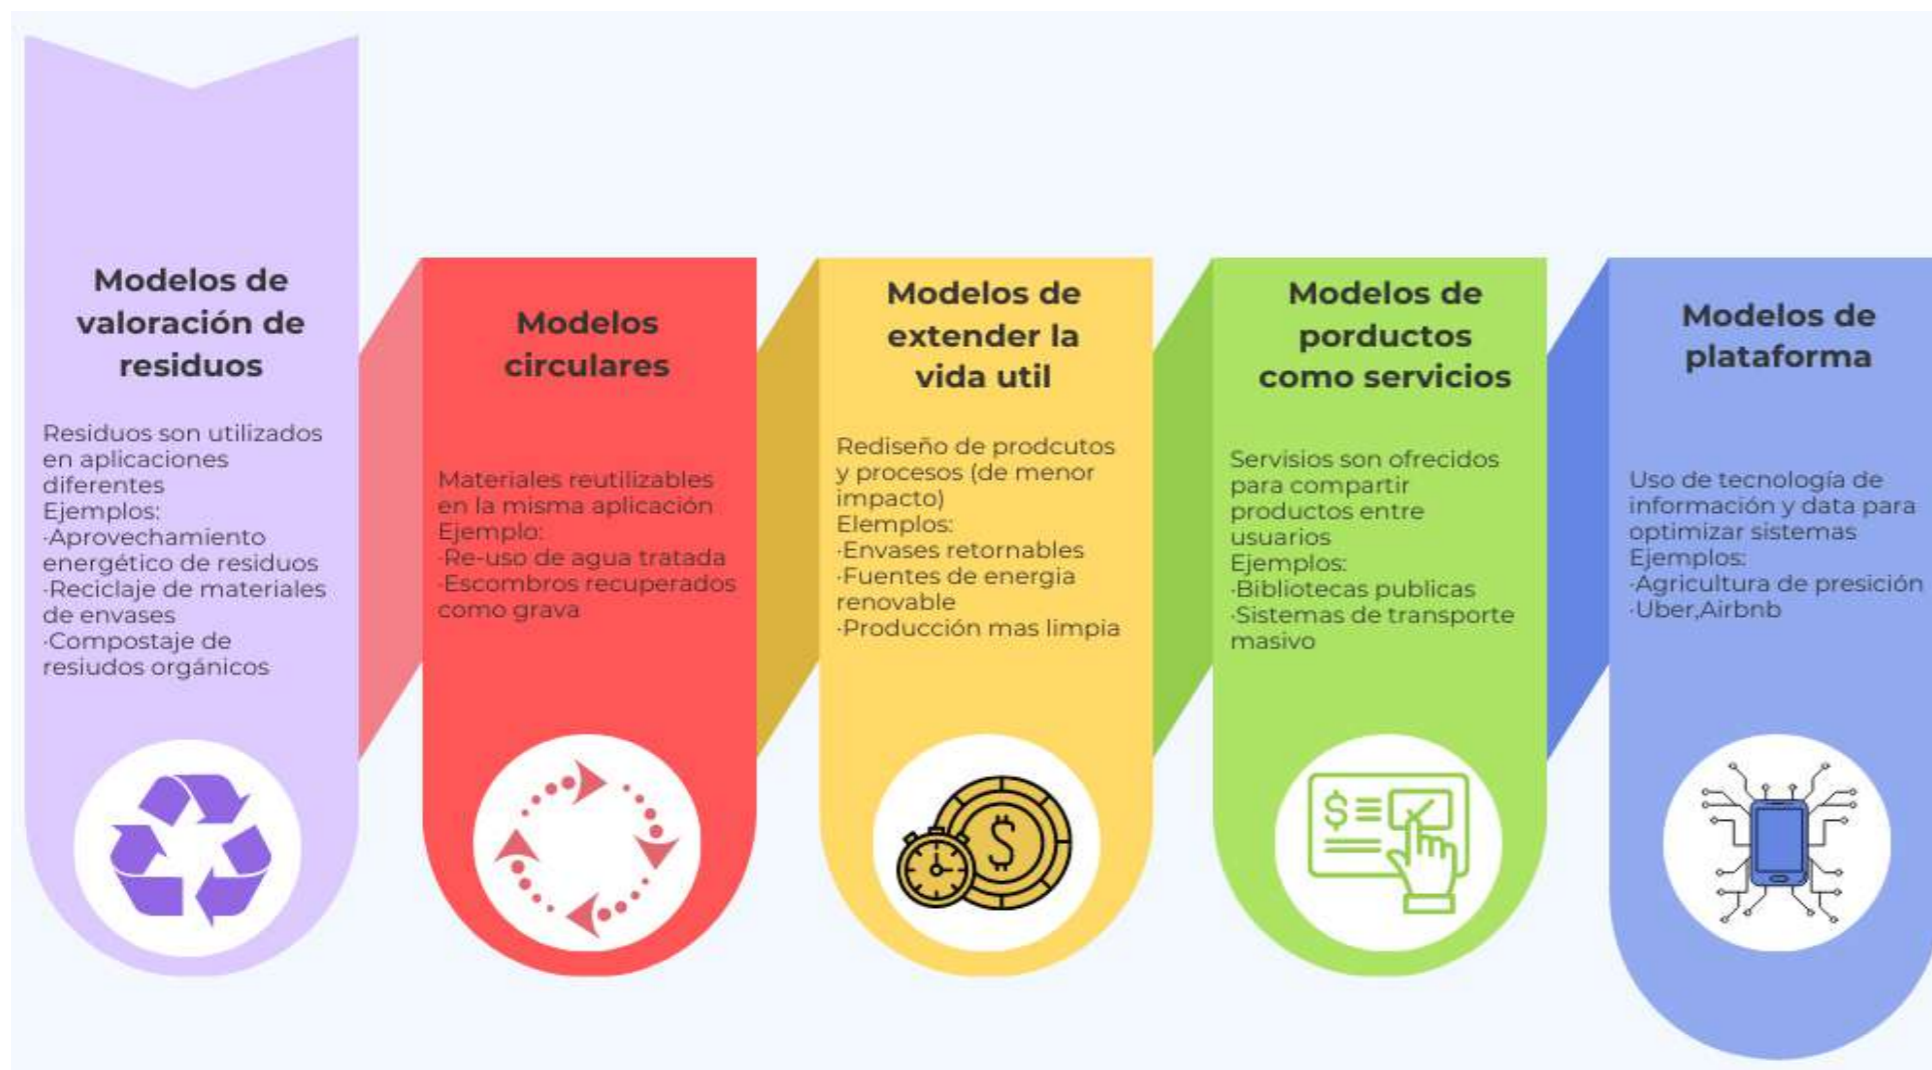 Modelos de
valoración de
residuos
Residuos son utilizados
en aplicaciones
diferentes
Ejemplos:
·Aprovechamiento
energético de residuos
·Reciclaje de materiales
de envases
·Compostaje de
resiudos orgánicos
Modelos
circulares
Materiales reutilizables
en la misma aplicación
Ejemplo:
·Re-uso de agua tratada
·Escombros recuperados
como grava
Modelos de
extender la
vida util
Rediseño de prodcutos
y procesos (de menor
impacto)
Elemplos:
·Envases retornables
·Fuentes de energia
renovable
·Producción mas limpia
Modelos de
porductos
como servicios
Servisios son ofrecidos
para compartir
productos entre
usuarios
Ejemplos:
·Bibliotecas publicas
·Sistemas de transporte
masivo
Modelos de
plataforma
Uso de tecnología de
información y data para
optimizar sistemas
Ejemplos:
·Agricultura de presición
·Uber,Airbnb